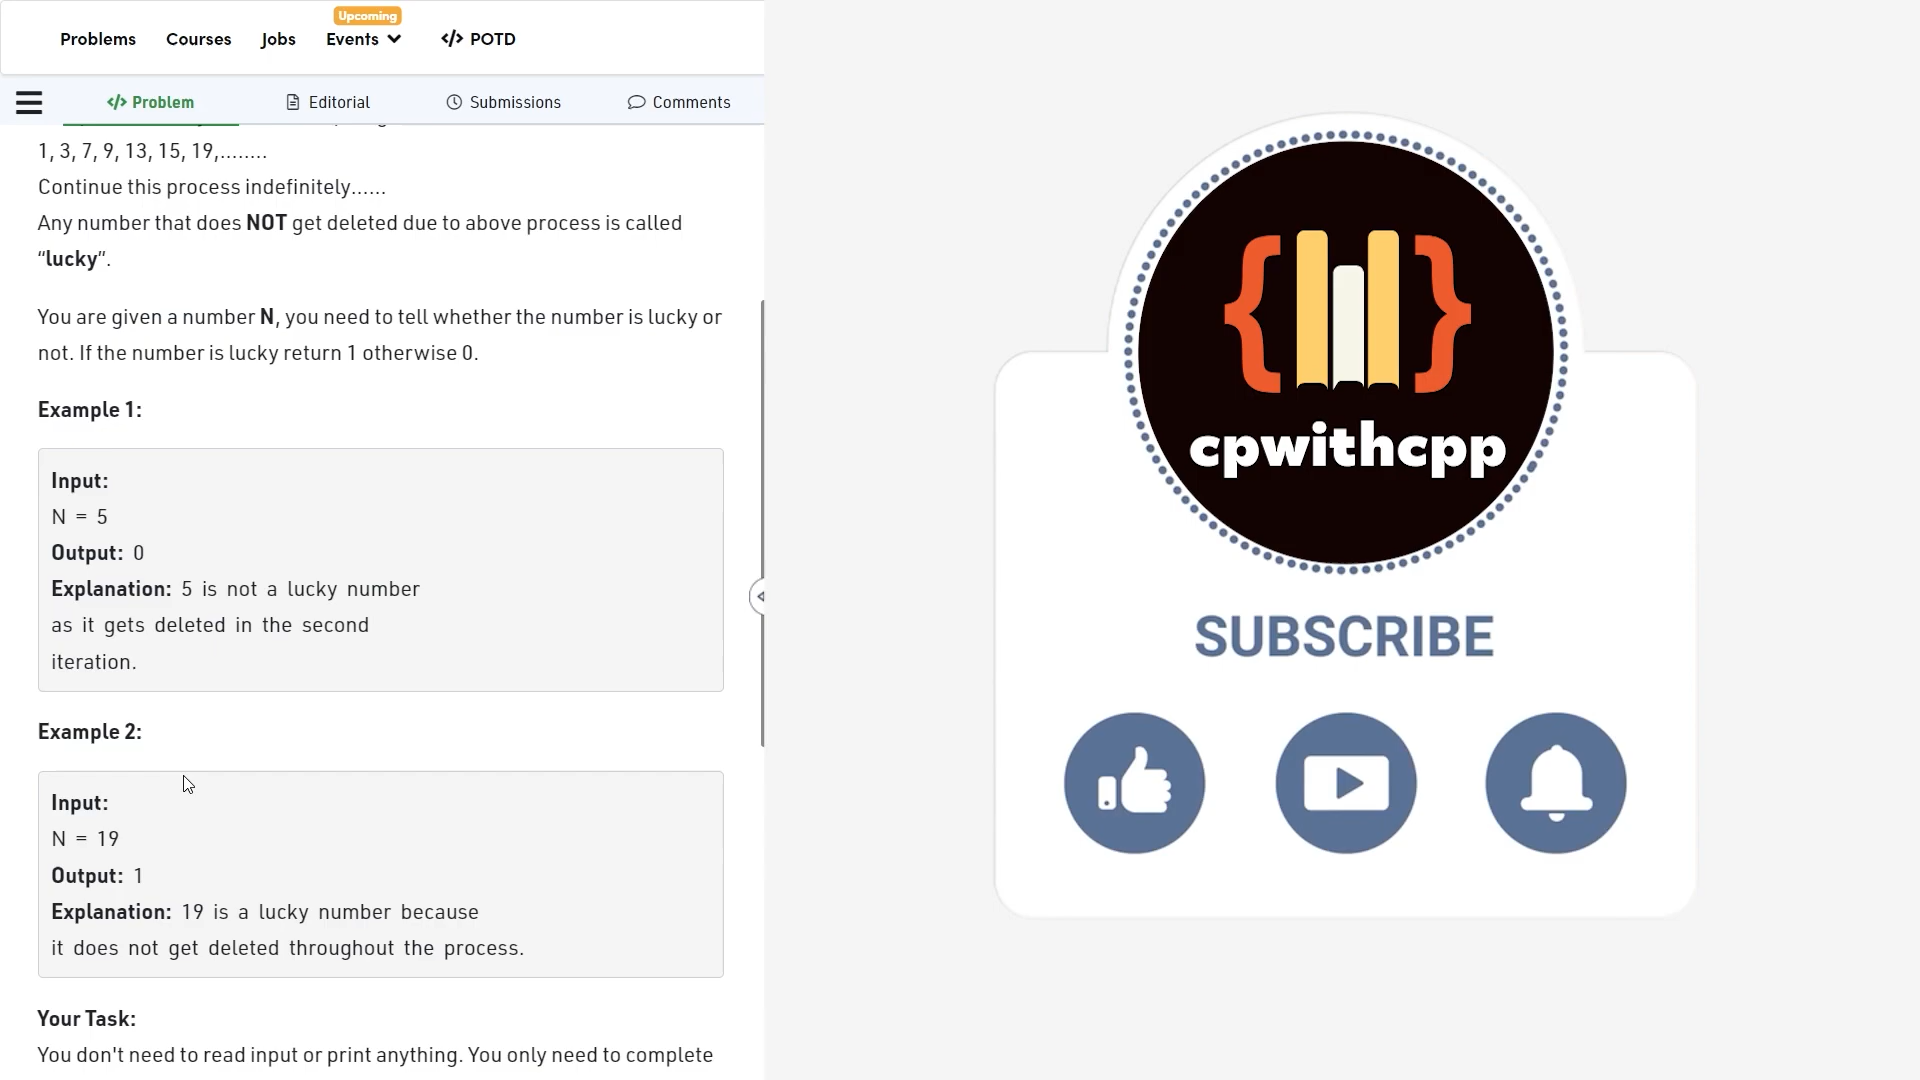 Upcoming
Problems Courses Jobs Events </> POTD
</> Problem Editorial Submissions Comments
1, 3, 7, 9, 13, 15, 19,........
Continue this process indefinitely......
Any number that does NOT get deleted due to above process is called
“lucky”.
You are given a number N, you need to tell whether the number is lucky or
not. If the number is lucky return 1 otherwise 0.
Example 1:
Input:
N = 5
Output: 0
Explanation: 5 is not a lucky number
as it gets deleted in the second
iteration.
Example 2:
Input:
N = 19
Output: 1
Explanation: 19 is a lucky number because
it does not get deleted throughout the process.
Your Task:
You don't need to read input or print anything. You only need to complete
cpwithcpp
SUBSCRIBE